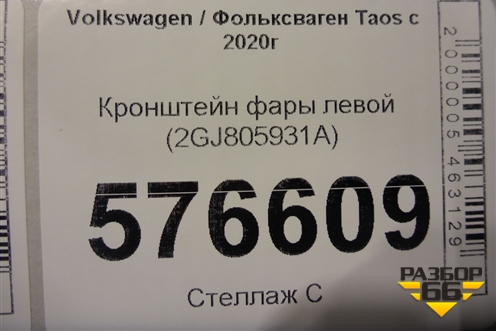 Volkswagen / Фольксваген Taos с
2020г
Кронштейн фары левой
(2GJ805931A)
576609
Стеллаж С
2000005463129
РАЗБОР
66